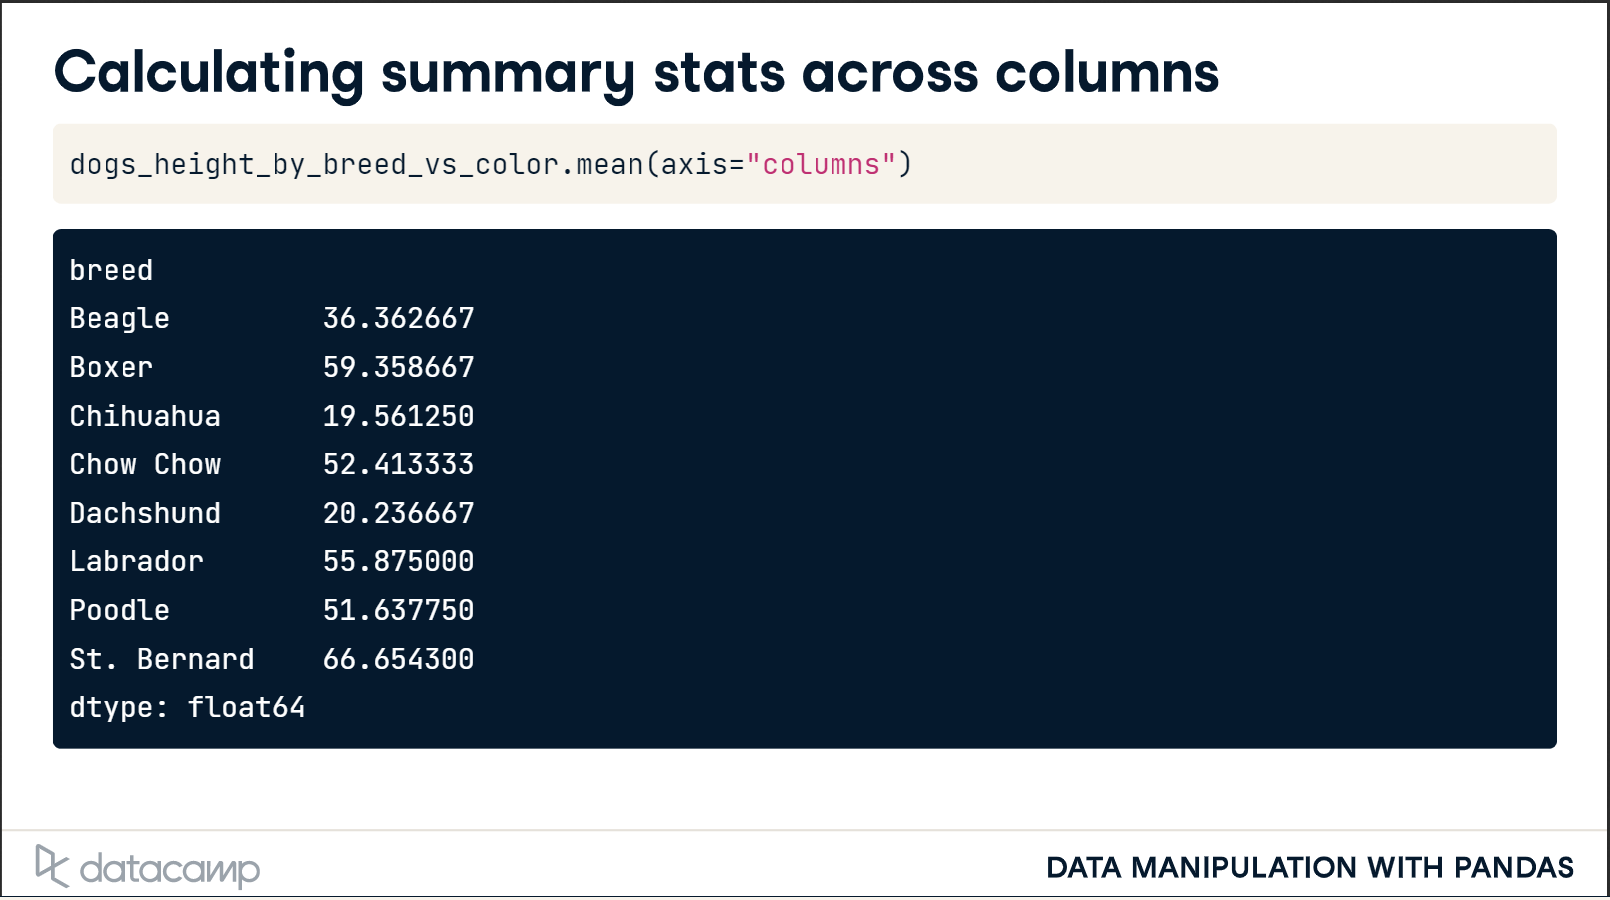 Calculating summary stats across columns
dogs_height_by_breed_vs_color.mean(axis="columns")
breed
Beagle         36.362667
Boxer          59.358667
Chihuahua      19.561250
Chow Chow      52.413333
Dachshund      20.236667
Labrador       55.875000
Poodle         51.637750
St. Bernard    66.654300
dtype: float64
datacamp
DATA MANIPULATION WITH PANDAS